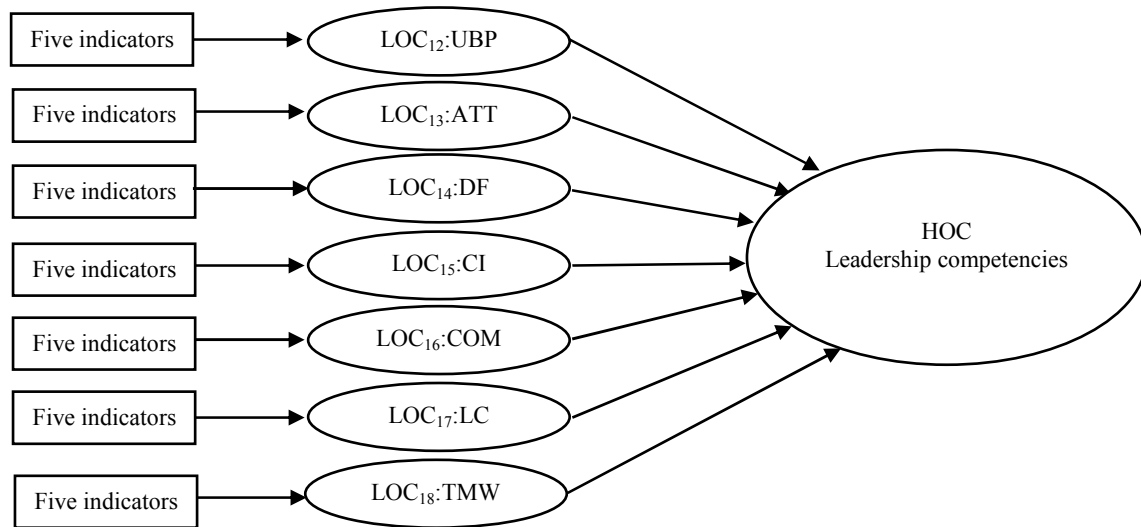 Five indicators
LOC₁₂:UBP
Five indicators
LOC₁₃:ATT
Five indicators
LOC₁₄:DF
HOC
Leadership competencies
Five indicators
LOC₁₅:CI
Five indicators
LOC₁₆:COM
Five indicators
LOC₁₇:LC
Five indicators
LOC₁₈:TMW